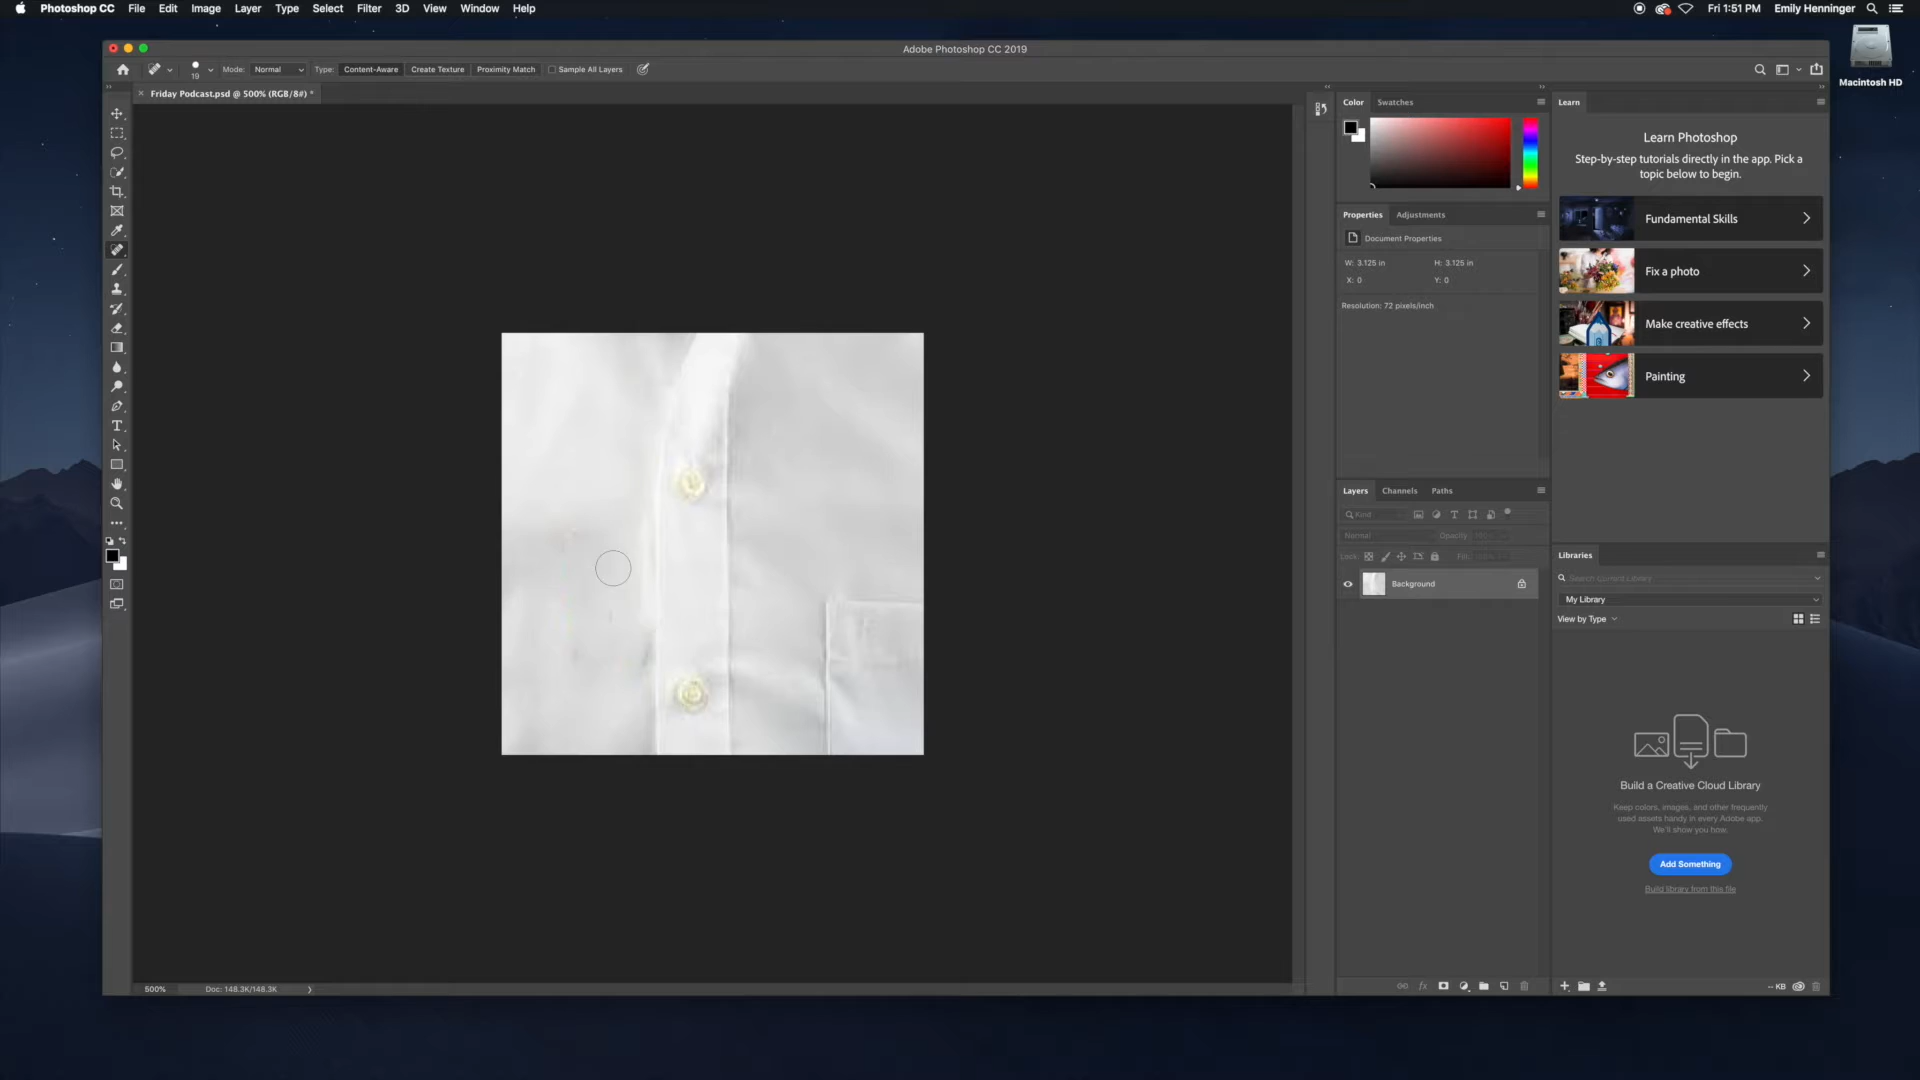 Photoshop CC File Edit Image Layer Type Select Filter 3D View Window Help Fri 1:51 PM Emily Henninger
Macintosh HD
Adobe Photoshop CC 2019
19 Mode: Normal Type: Content-Aware Create Texture Proximity Match Sample All Layers
Friday Podcast.psd @ 500% (RGB/8#) *
Color Swatches
Learn
Learn Photoshop
Step-by-step tutorials directly in the app. Pick a
topic below to begin.
Fundamental Skills
Fix a photo
Make creative effects
Painting
Properties Adjustments
Document Properties
W: 3.125 in H: 3.125 in
X: 0 Y: 0
Resolution: 72 pixels/inch
Layers Channels Paths
Kind
Normal Opacity
Lock: Fill:
Background
Libraries
Search Current Library
My Library
View by Type
Build a Creative Cloud Library
Keep colors, images, and other frequently
used assets handy in every Adobe app.
We'll show you how.
Add Something
Build library from this file
-- KB
500% Doc: 148.3K/148.3K